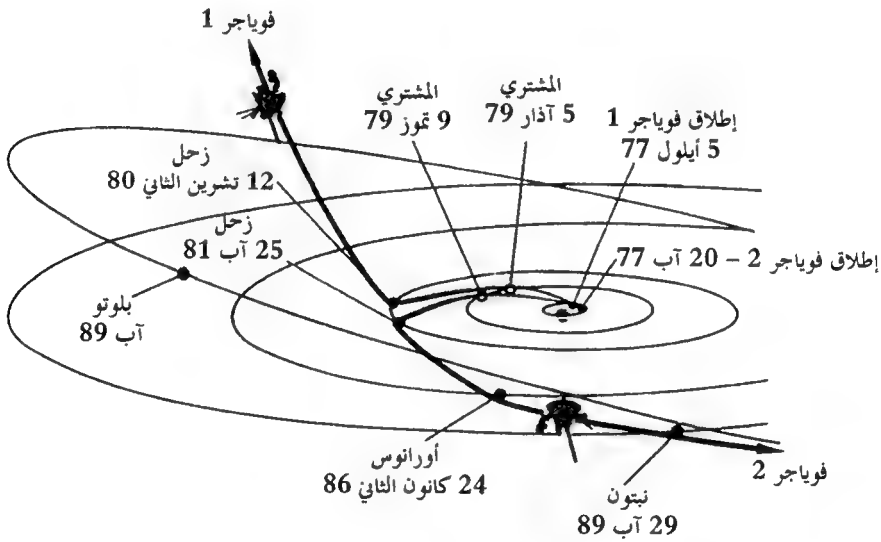 فوياجر 1
المشتري
5 آذار 79
المشتري
9 تموز 79
إطلاق فوياجر 1
5 أيلول 77
زحل
12 تشرين الثاني 80
زحل
25 آب 81
إطلاق فوياجر 2 – 20 آب 77
بلوتو
آب 89
أورانوس
24 كانون الثاني 86
فوياجر 2
نبتون
29 آب 89